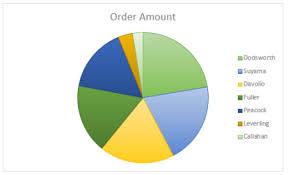 Order Amount
Dodsworth
Suyama
Davolio
Fuller
Peacock
Leverling
Callahan